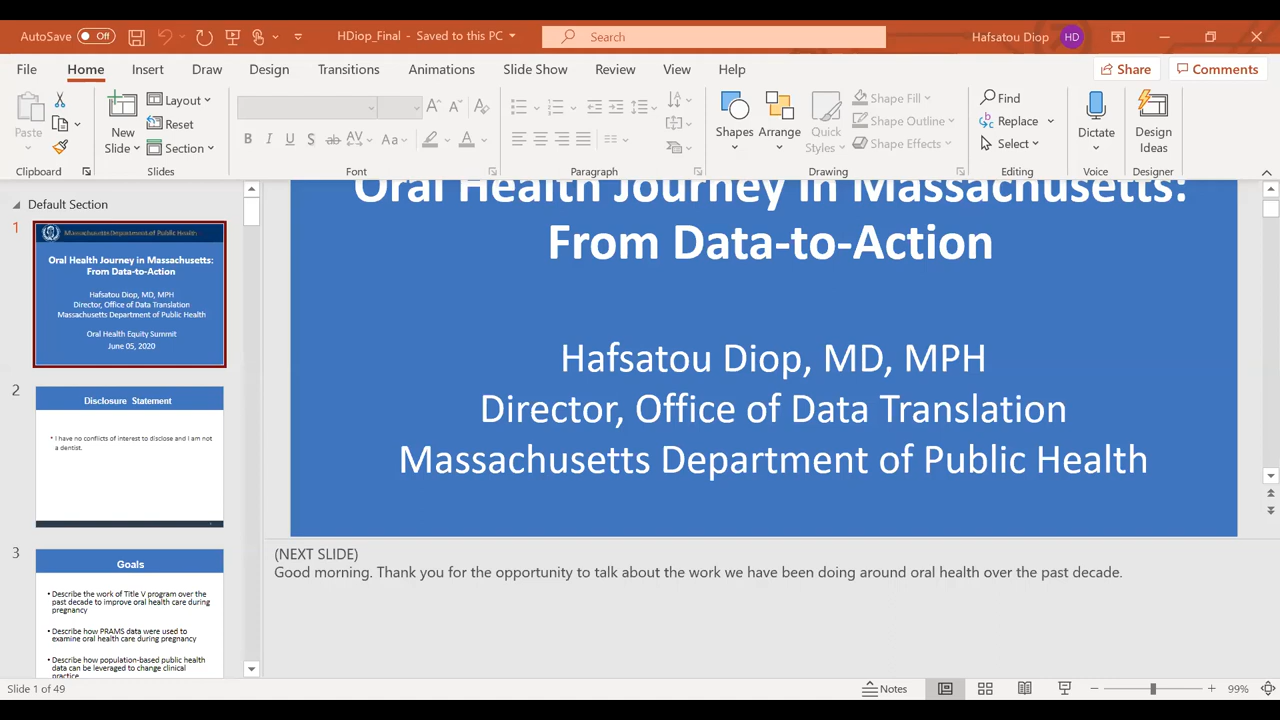 AutoSave Off HDiop_Final - Saved to this PC Search Hafsatou Diop HD
File Home Insert Draw Design Transitions Animations Slide Show Review View Help Share Comments
Paste
Clipboard
New
Slide
Layout
Reset
Section
Slides
Font
Paragraph
Shapes
Arrange
Quick
Styles
Shape Fill
Shape Outline
Shape Effects
Drawing
Find
Replace
Select
Editing
Dictate
Voice
Design
Ideas
Designer
Default Section
1
Massachusetts Department of Public Health
Oral Health Journey in Massachusetts:
From Data-to-Action
Hafsatou Diop, MD, MPH
Director, Office of Data Translation
Massachusetts Department of Public Health
Oral Health Equity Summit
June 05, 2020
2
Disclosure Statement
• I have no conflicts of interest to disclose and I am not
a dentist.
3
Goals
• Describe the work of Title V program over the
past decade to improve oral health care during
pregnancy
• Describe how PRAMS data were used to
examine oral health care during pregnancy
• Describe how population-based public health
data can be leveraged to change clinical
practice
Oral Health Journey in Massachusetts:
From Data-to-Action
Hafsatou Diop, MD, MPH
Director, Office of Data Translation
Massachusetts Department of Public Health
(NEXT SLIDE)
Good morning. Thank you for the opportunity to talk about the work we have been doing around oral health over the past decade.
Slide 1 of 49 Notes 99%